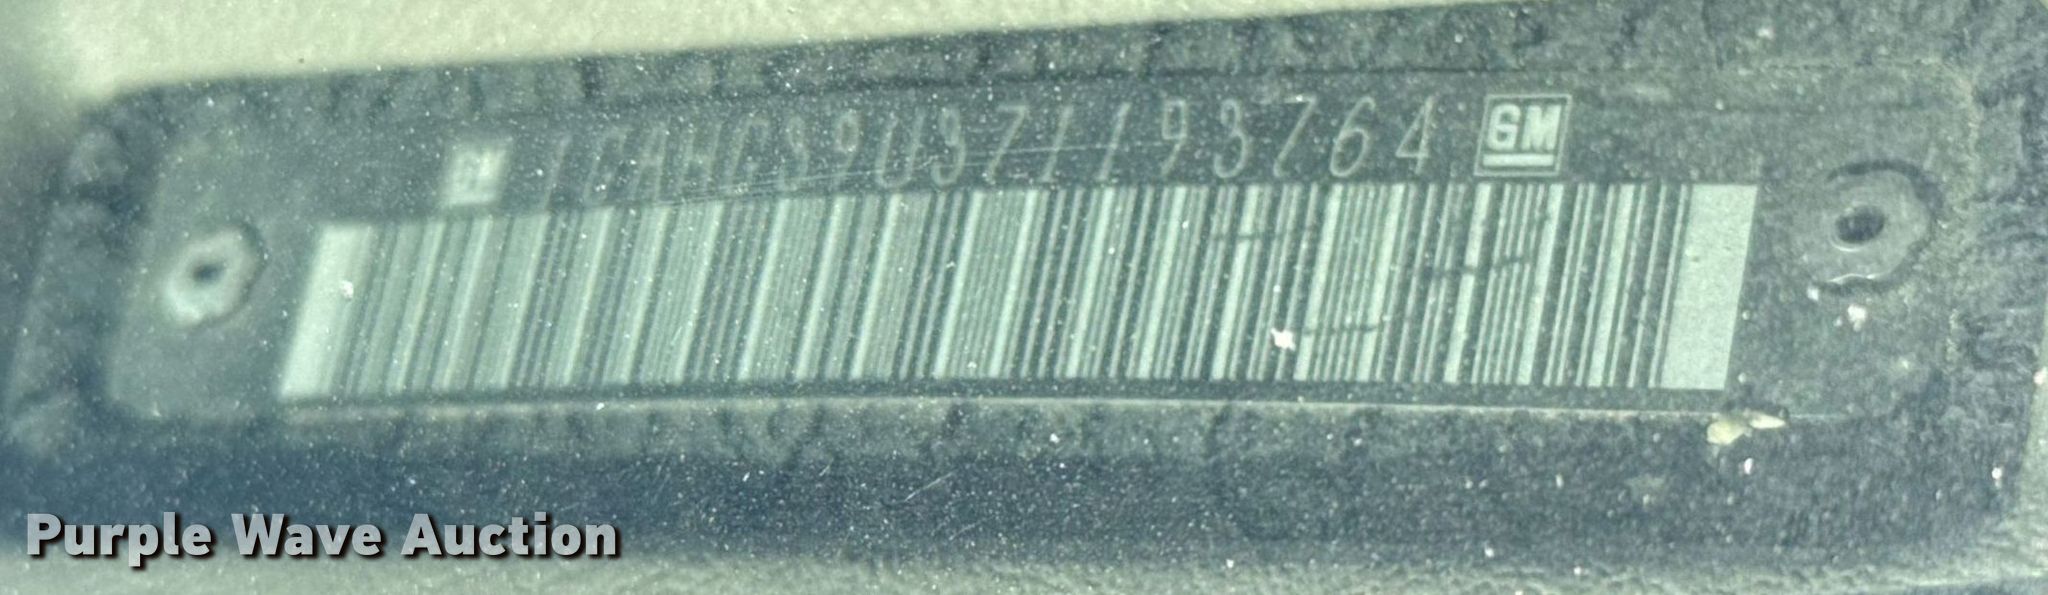 GM 1GAHG39U371193764 GM
Purple Wave Auction